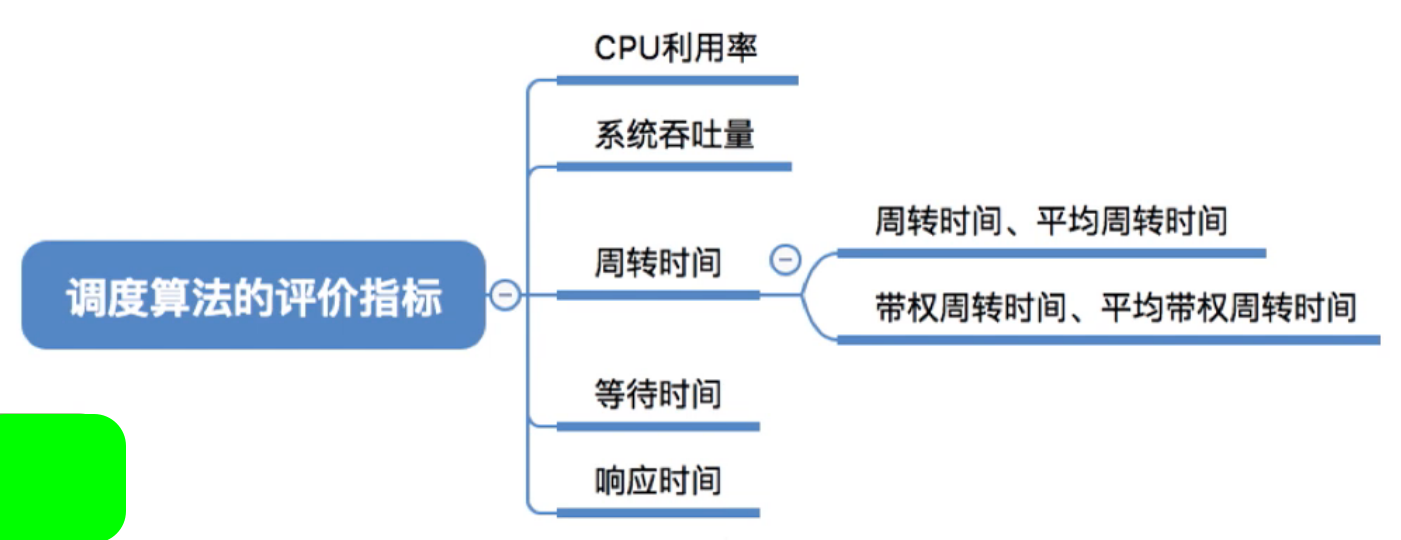 CPU利用率
系统吞吐量
周转时间、平均周转时间
周转时间
调度算法的评价指标
带权周转时间、平均带权周转时间
等待时间
响应时间